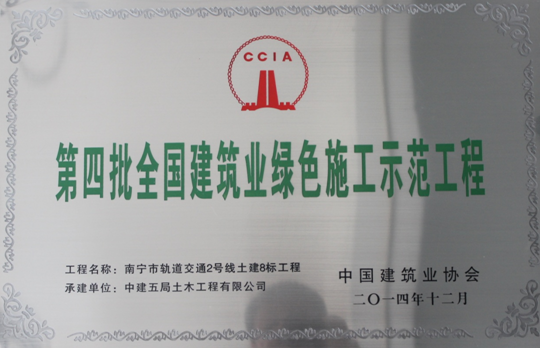 CCIA
第四批全国建筑业绿色施工示范工程
工程名称：南宁市轨道交通2号线土建8标工程
承建单位：中建五局土木工程有限公司
中国建筑业协会
二〇一四年十二月